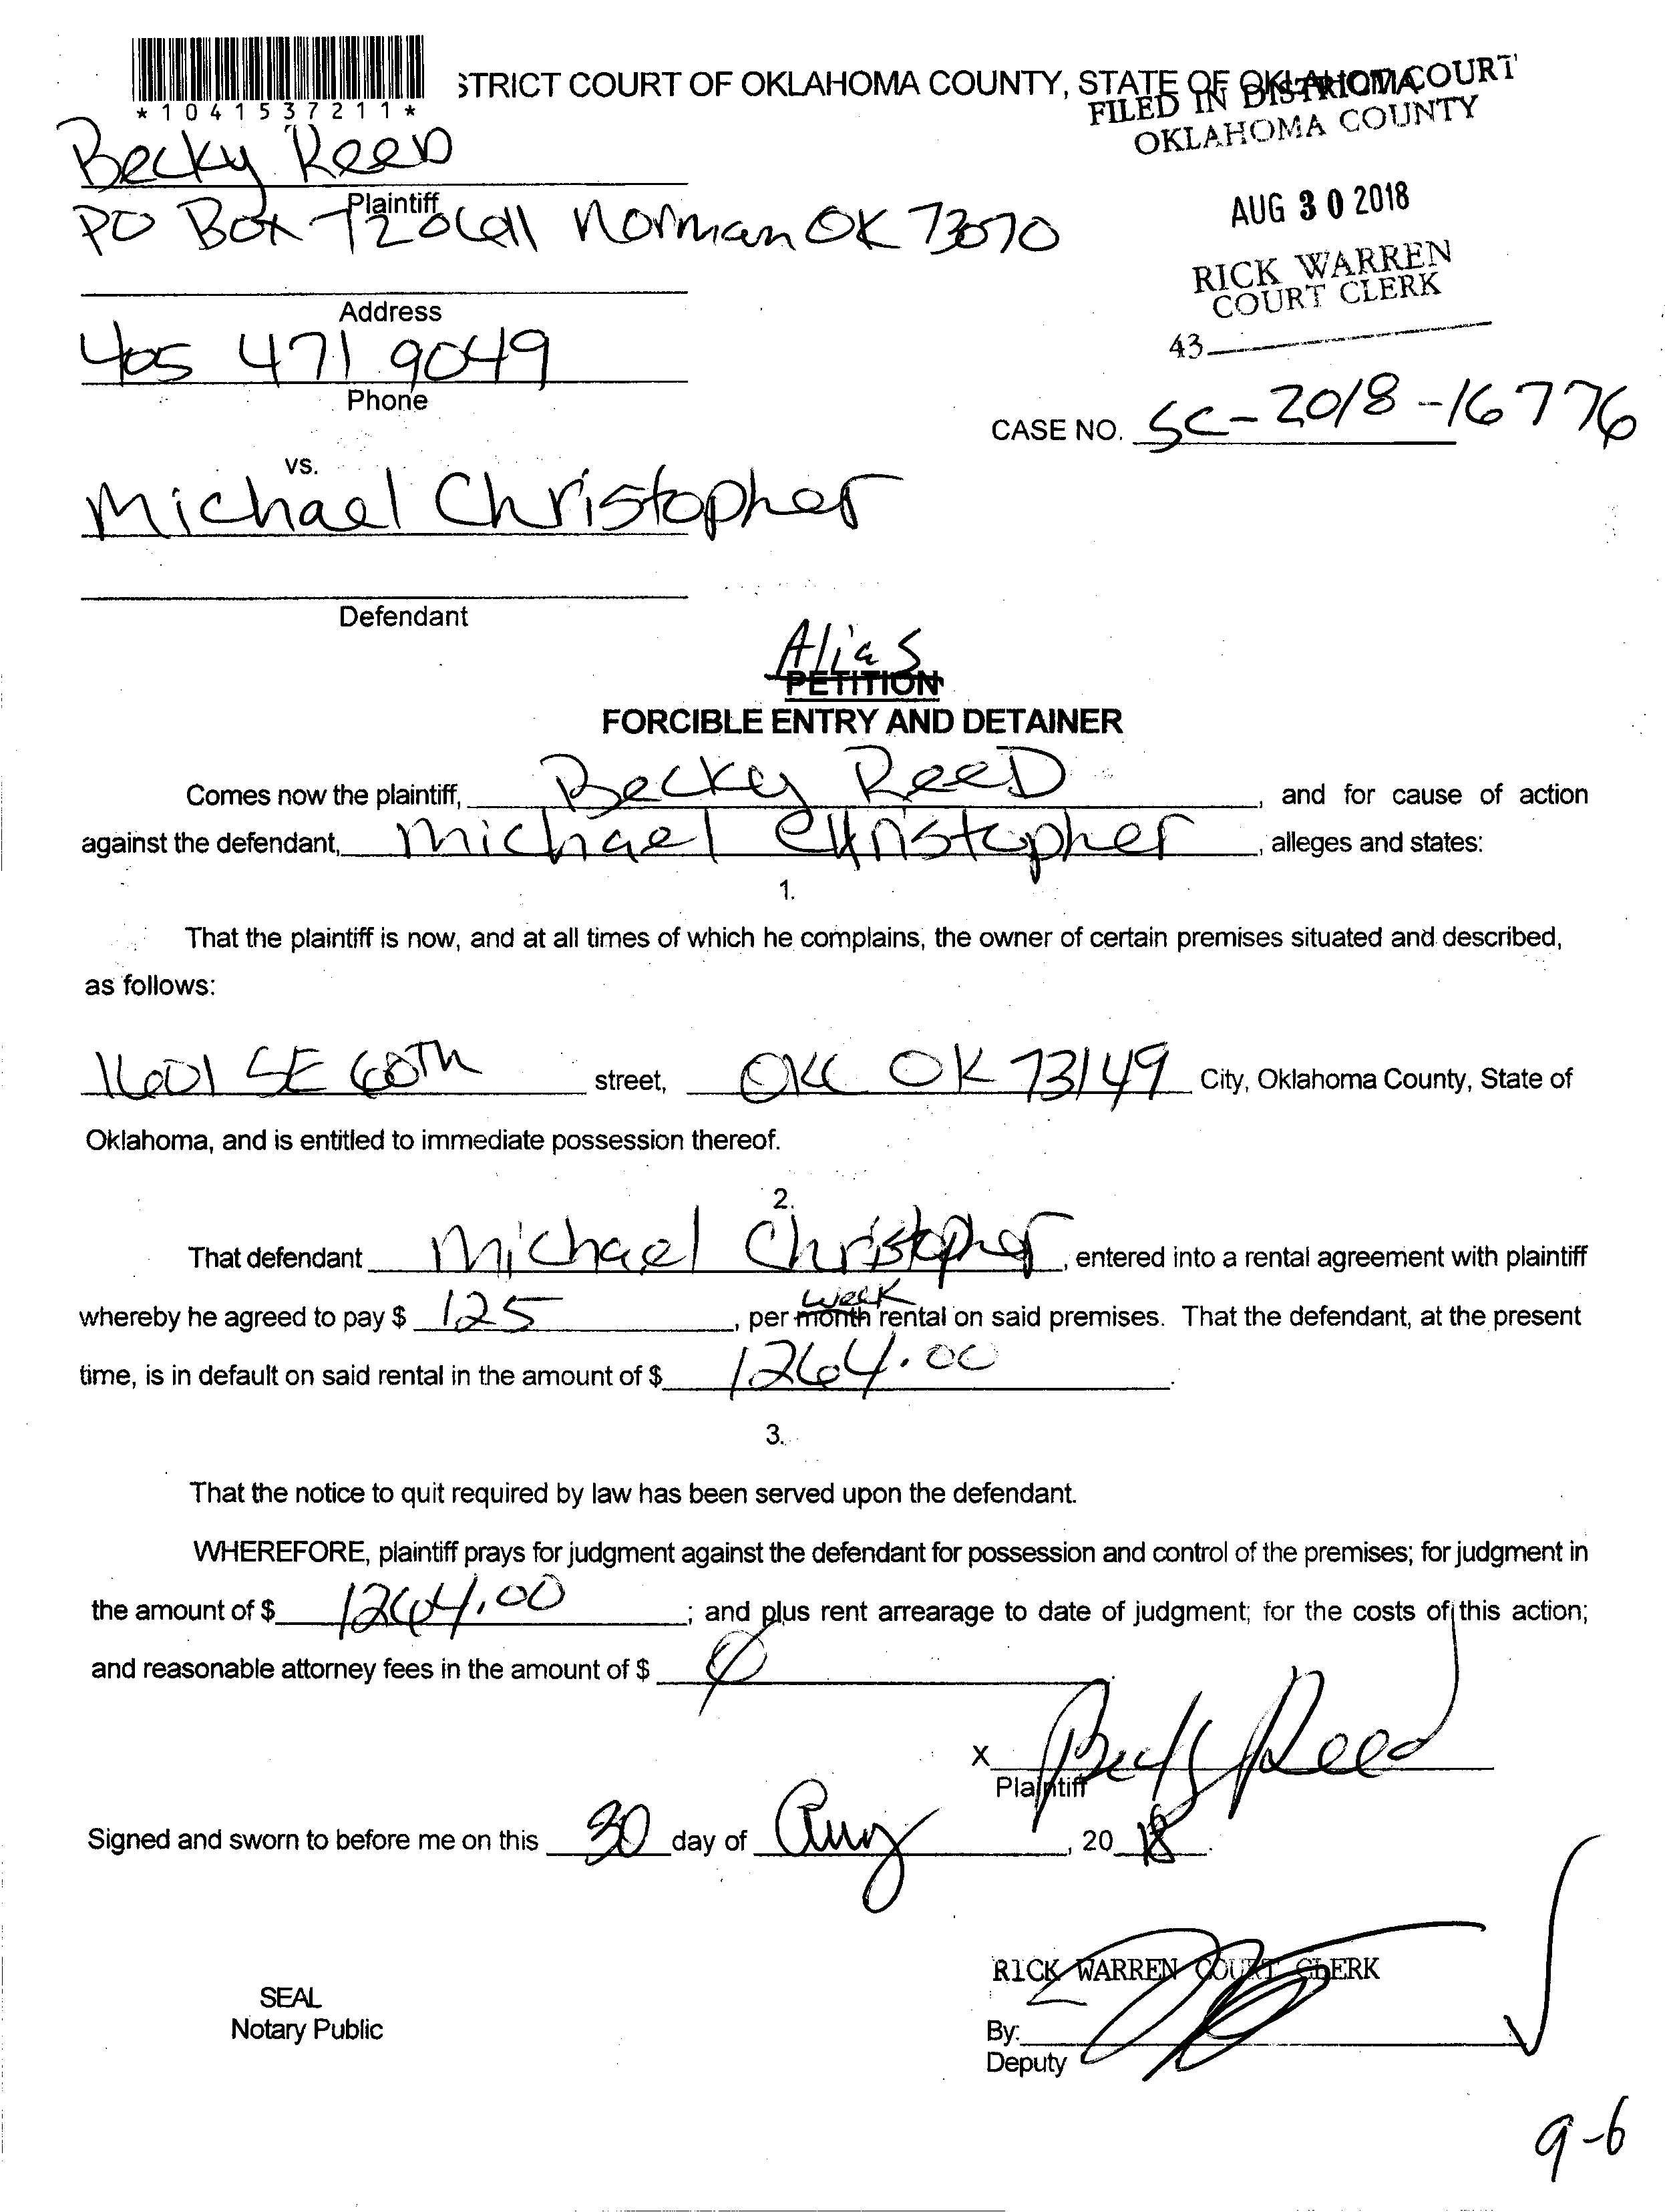 *1041537211*
STRICT COURT OF OKLAHOMA COUNTY, STATE OF OKLAHOMA
FILED IN DISTRICT COURT
OKLAHOMA COUNTY
AUG 30 2018
RICK WARREN
COURT CLERK
43
Becky Reed
Plaintiff
PO Box Norman OK 73070
Address
405 471 9049
Phone
CASE NO. SC-2018-16776
vs.
Michael Christopher
Defendant
Alias
PETITION
FORCIBLE ENTRY AND DETAINER
Comes now the plaintiff, Becky Reed, and for cause of action
against the defendant, Michael Christopher, alleges and states:
1.
That the plaintiff is now, and at all times of which he complains, the owner of certain premises situated and described,
as follows:
1601 SE 60th street, OKC OK 73149 City, Oklahoma County, State of
Oklahoma, and is entitled to immediate possession thereof.
2.
That defendant Michael Christopher, entered into a rental agreement with plaintiff
week
whereby he agreed to pay $ 125, per month rental on said premises. That the defendant, at the present
time, is in default on said rental in the amount of $ 1264.00.
3.
That the notice to quit required by law has been served upon the defendant.
WHEREFORE, plaintiff prays for judgment against the defendant for possession and control of the premises; for judgment in
the amount of $ 1264.00; and plus rent arrearage to date of judgment; for the costs of this action;
and reasonable attorney fees in the amount of $ 0
X Becky Reed
Plaintiff
Signed and sworn to before me on this 30 day of Aug, 2018.
RICK WARREN COURT CLERK
SEAL
Notary Public
By:
Deputy
9-6